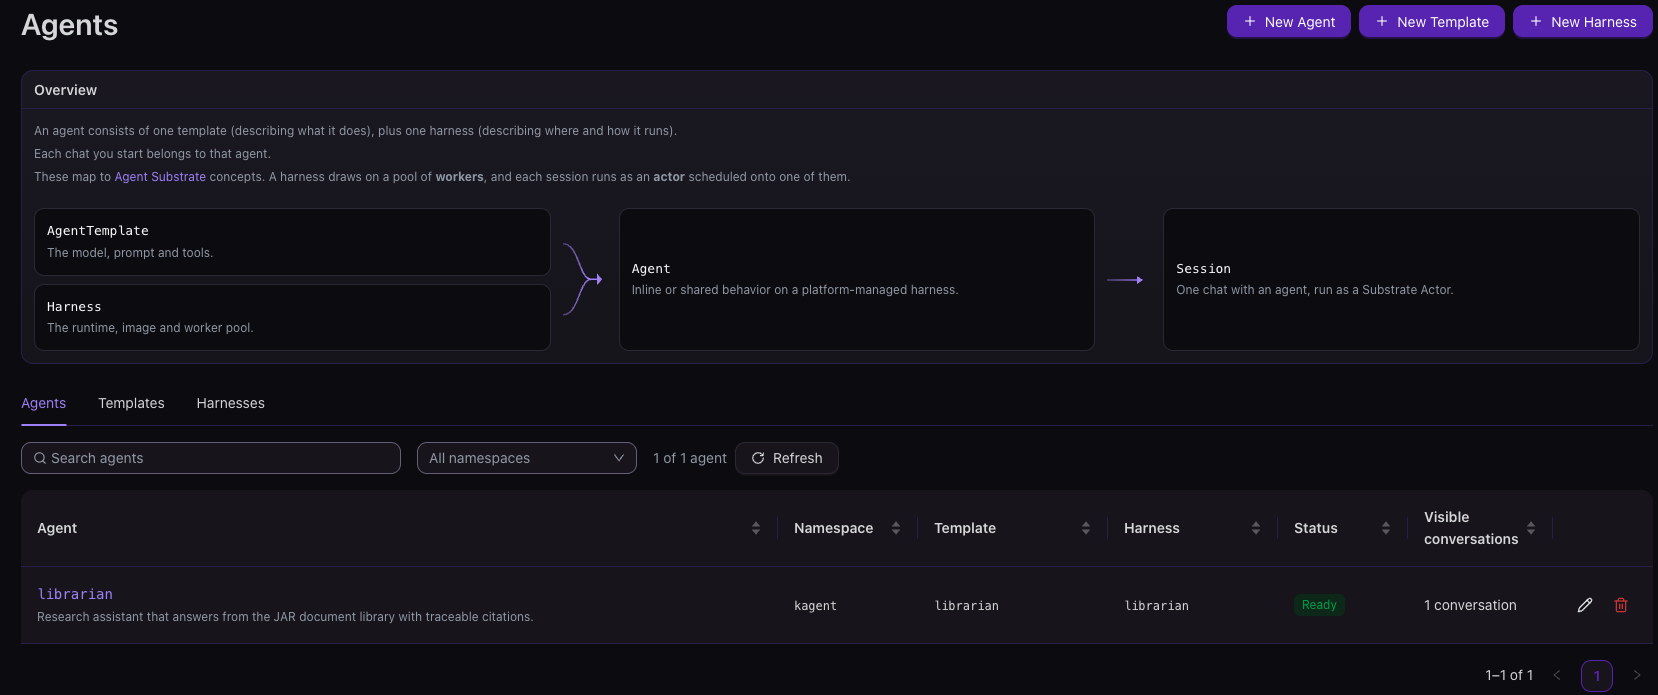 Agents
+ New Agent
+ New Template
+ New Harness
Overview
An agent consists of one template (describing what it does), plus one harness (describing where and how it runs).
Each chat you start belongs to that agent.
These map to Agent Substrate concepts. A harness draws on a pool of workers, and each session runs as an actor scheduled onto one of them.
AgentTemplate
The model, prompt and tools.
Harness
The runtime, image and worker pool.
Agent
Inline or shared behavior on a platform-managed harness.
Session
One chat with an agent, run as a Substrate Actor.
Agents Templates Harnesses
Search agents
All namespaces
1 of 1 agent
Refresh
Agent Namespace Template Harness Status Visible
conversations
librarian
Research assistant that answers from the JAR document library with traceable citations.
kagent librarian librarian Ready 1 conversation
1–1 of 1 < 1 >